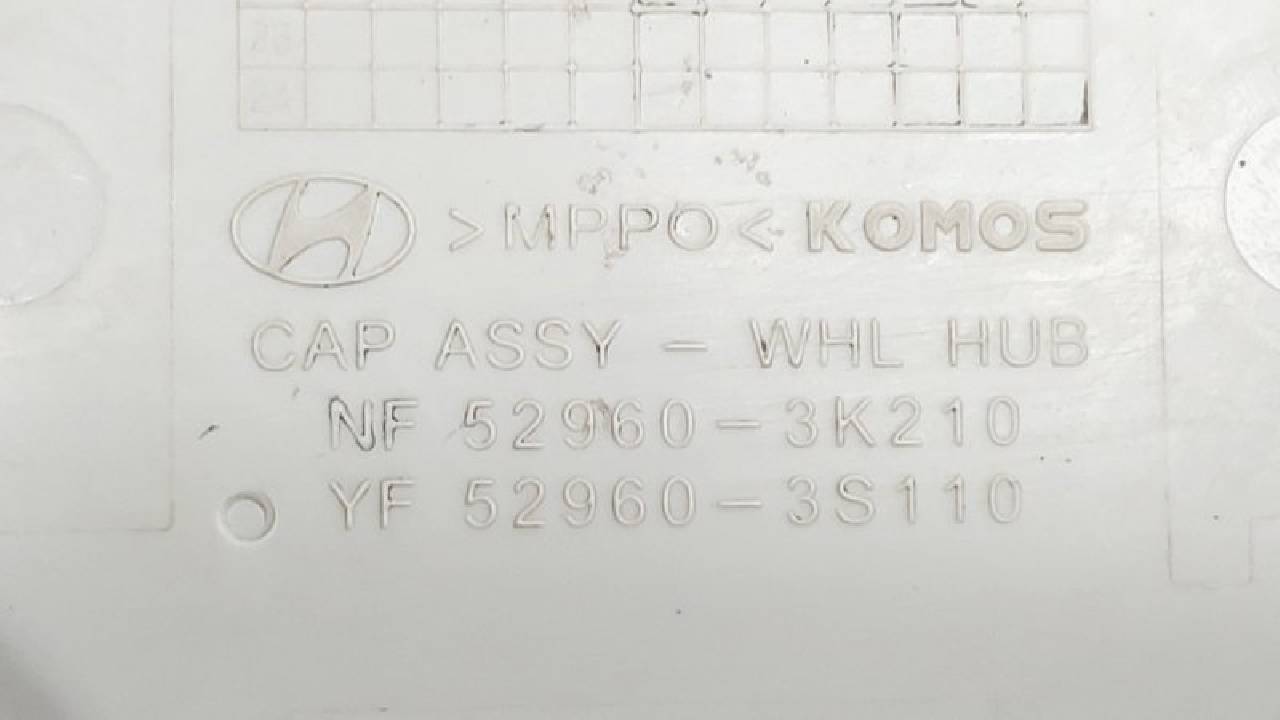 >MPPO< KOMOS
CAP ASSY - WHL HUB
NF 52960-3K210
YF 52960-3S110